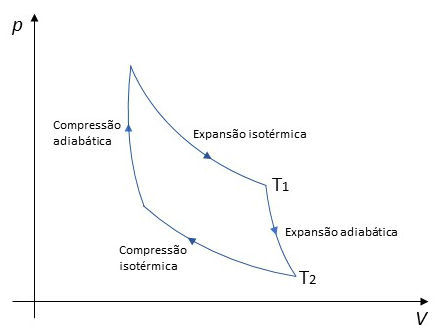 p
Compressão
adiabática
Expansão isotérmica
T1
Expansão adiabática
Compressão
isotérmica
T2
V